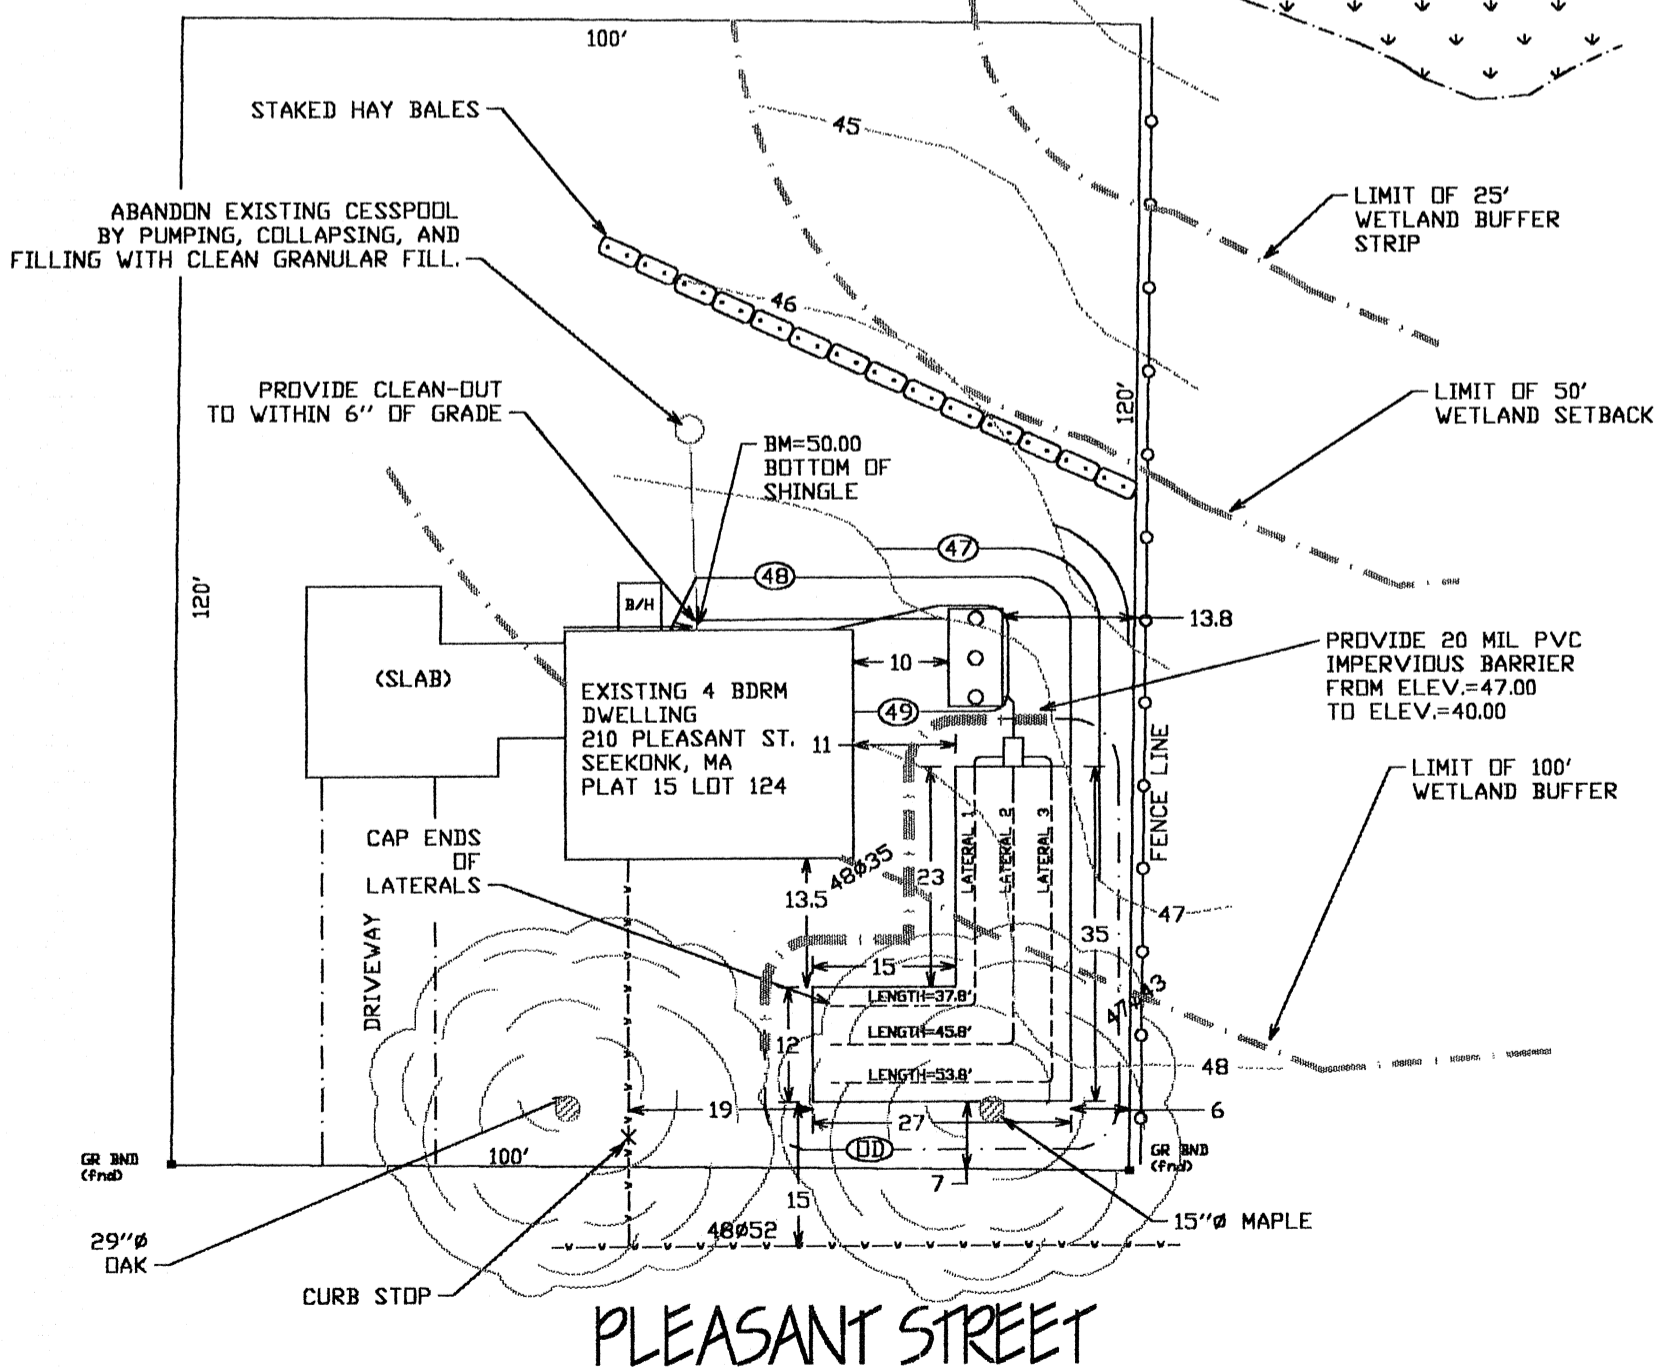 100'
STAKED HAY BALES
45
LIMIT OF 25'
WETLAND BUFFER
STRIP
ABANDON EXISTING CESSPOOL
BY PUMPING, COLLAPSING, AND
FILLING WITH CLEAN GRANULAR FILL.
46
PROVIDE CLEAN-OUT
TO WITHIN 6" OF GRADE
120'
LIMIT OF 50'
WETLAND SETBACK
BM=50.00
BOTTOM OF
SHINGLE
47
48
120'
B/H
13.8
(SLAB)
10
PROVIDE 20 MIL PVC
IMPERVIOUS BARRIER
FROM ELEV.=47.00
TO ELEV.=40.00
EXISTING 4 BDRM
DWELLING
210 PLEASANT ST.
SEEKONK, MA
PLAT 15 LOT 124
49
11
FENCE LINE
LIMIT OF 100'
WETLAND BUFFER
CAP ENDS
OF
LATERALS
LATERAL 1
LATERAL 2
LATERAL 3
48Ø35
23
13.5
47
35
DRIVEWAY
15
LENGTH=37.8'
LENGTH=45.8'
LENGTH=53.8'
12
48
19
27
6
DD
GR BND
(fnd)
100'
GR BND
(fnd)
7
15
48Ø52
15"Ø MAPLE
29"Ø
OAK
CURB STOP
PLEASANT STREET